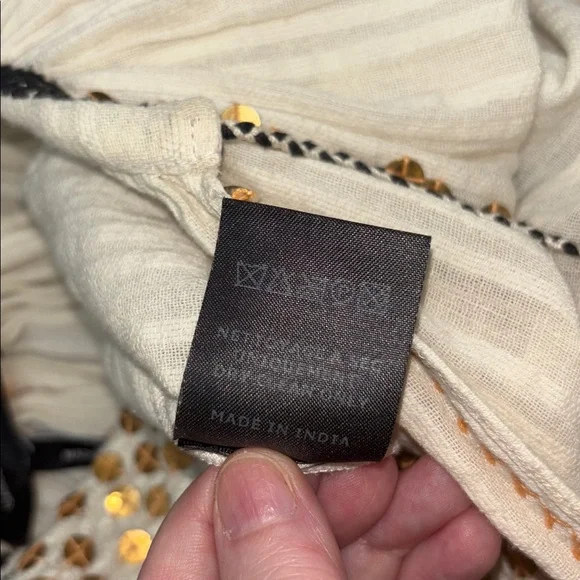 NETTOYAGE A SEC
UNIQUEMENT
DRY CLEAN ONLY
MADE IN INDIA